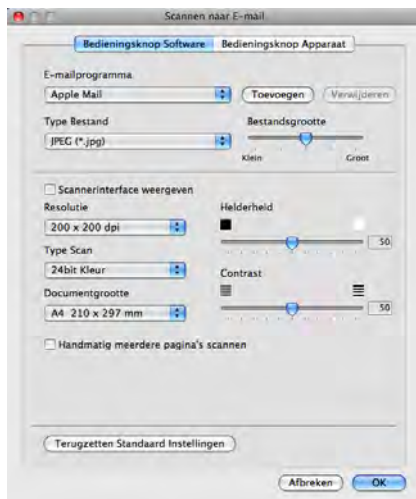 Scannen naar E-mail
Bedieningsknop Software Bedieningsknop Apparaat
E-mailprogramma
Apple Mail Toevoegen Verwijderen
Type Bestand Bestandsgrootte
JPEG (*.jpg)
Klein Groot
Scannerinterface weergeven
Resolutie Helderheid
200 x 200 dpi
50
Type Scan
24bit Kleur Contrast
Documentgrootte
A4 210 x 297 mm 50
Handmatig meerdere pagina's scannen
Terugzetten Standaard Instellingen
Afbreken OK